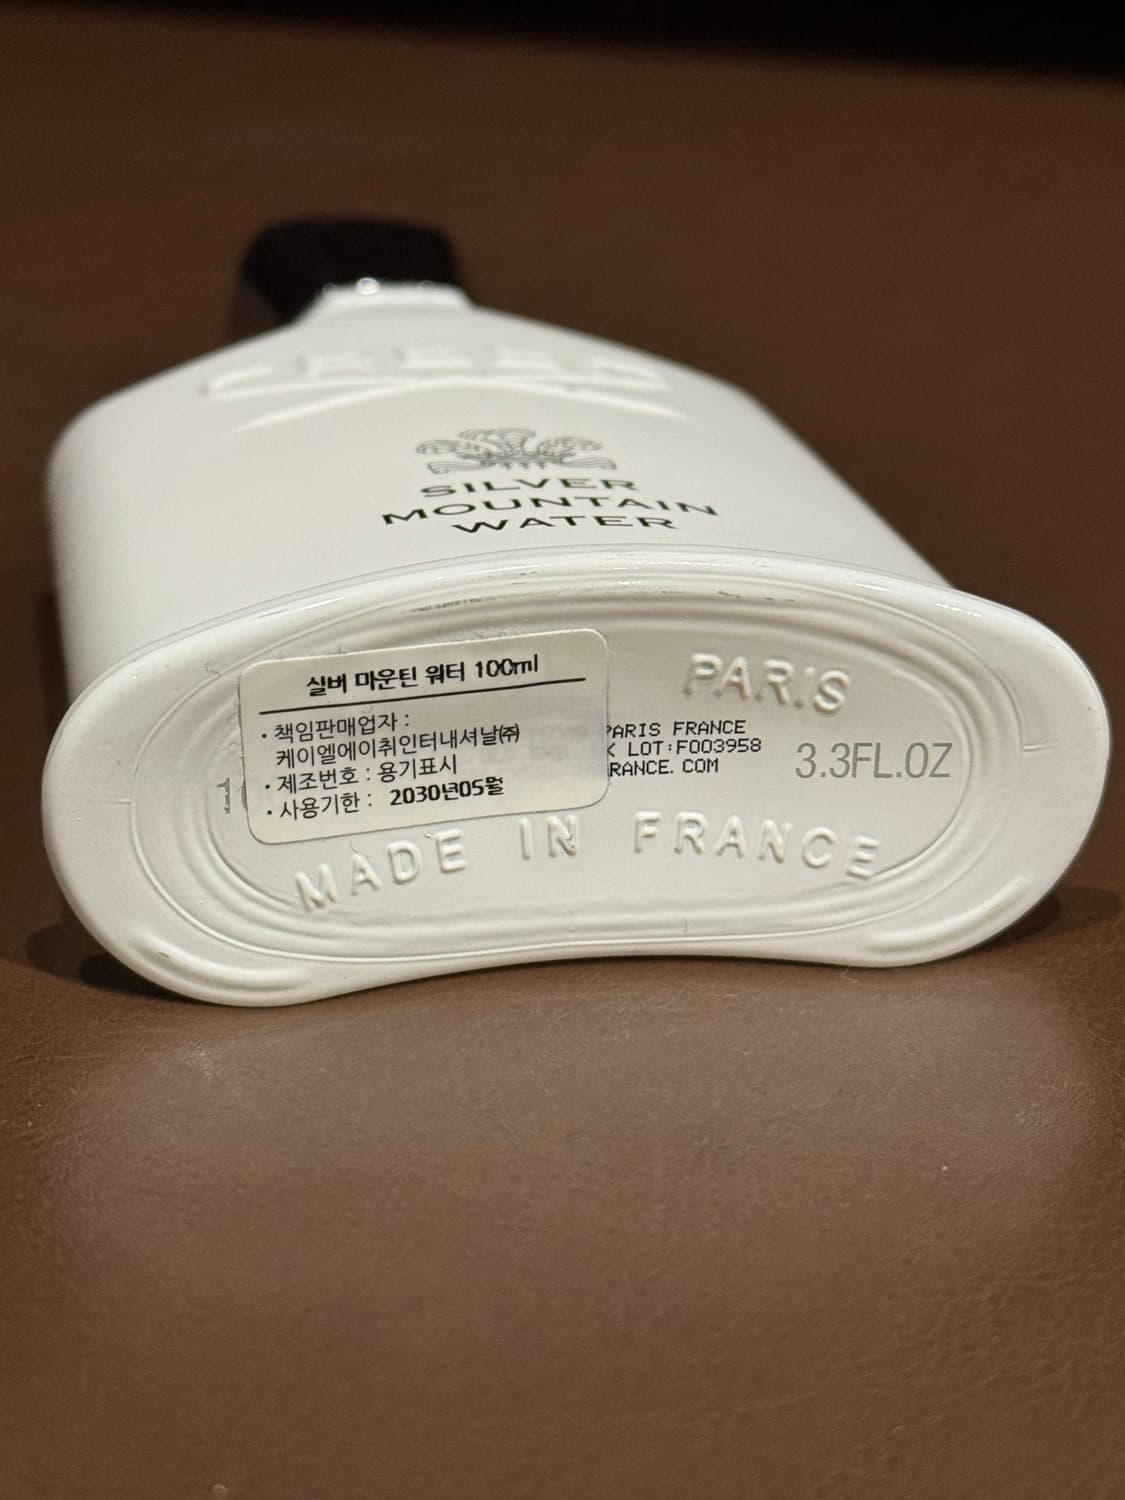 SILVER
MOUNTAIN
WATER
실버 마운틴 워터 100ml
· 책임판매업자 :
케이엘에이취인터내셔날㈜
· 제조번호 : 용기표시
· 사용기한 : 2030년05월
PARIS
PARIS FRANCE
LOT:F003958
FRANCE.COM
3.3FL.OZ
MADE IN FRANCE